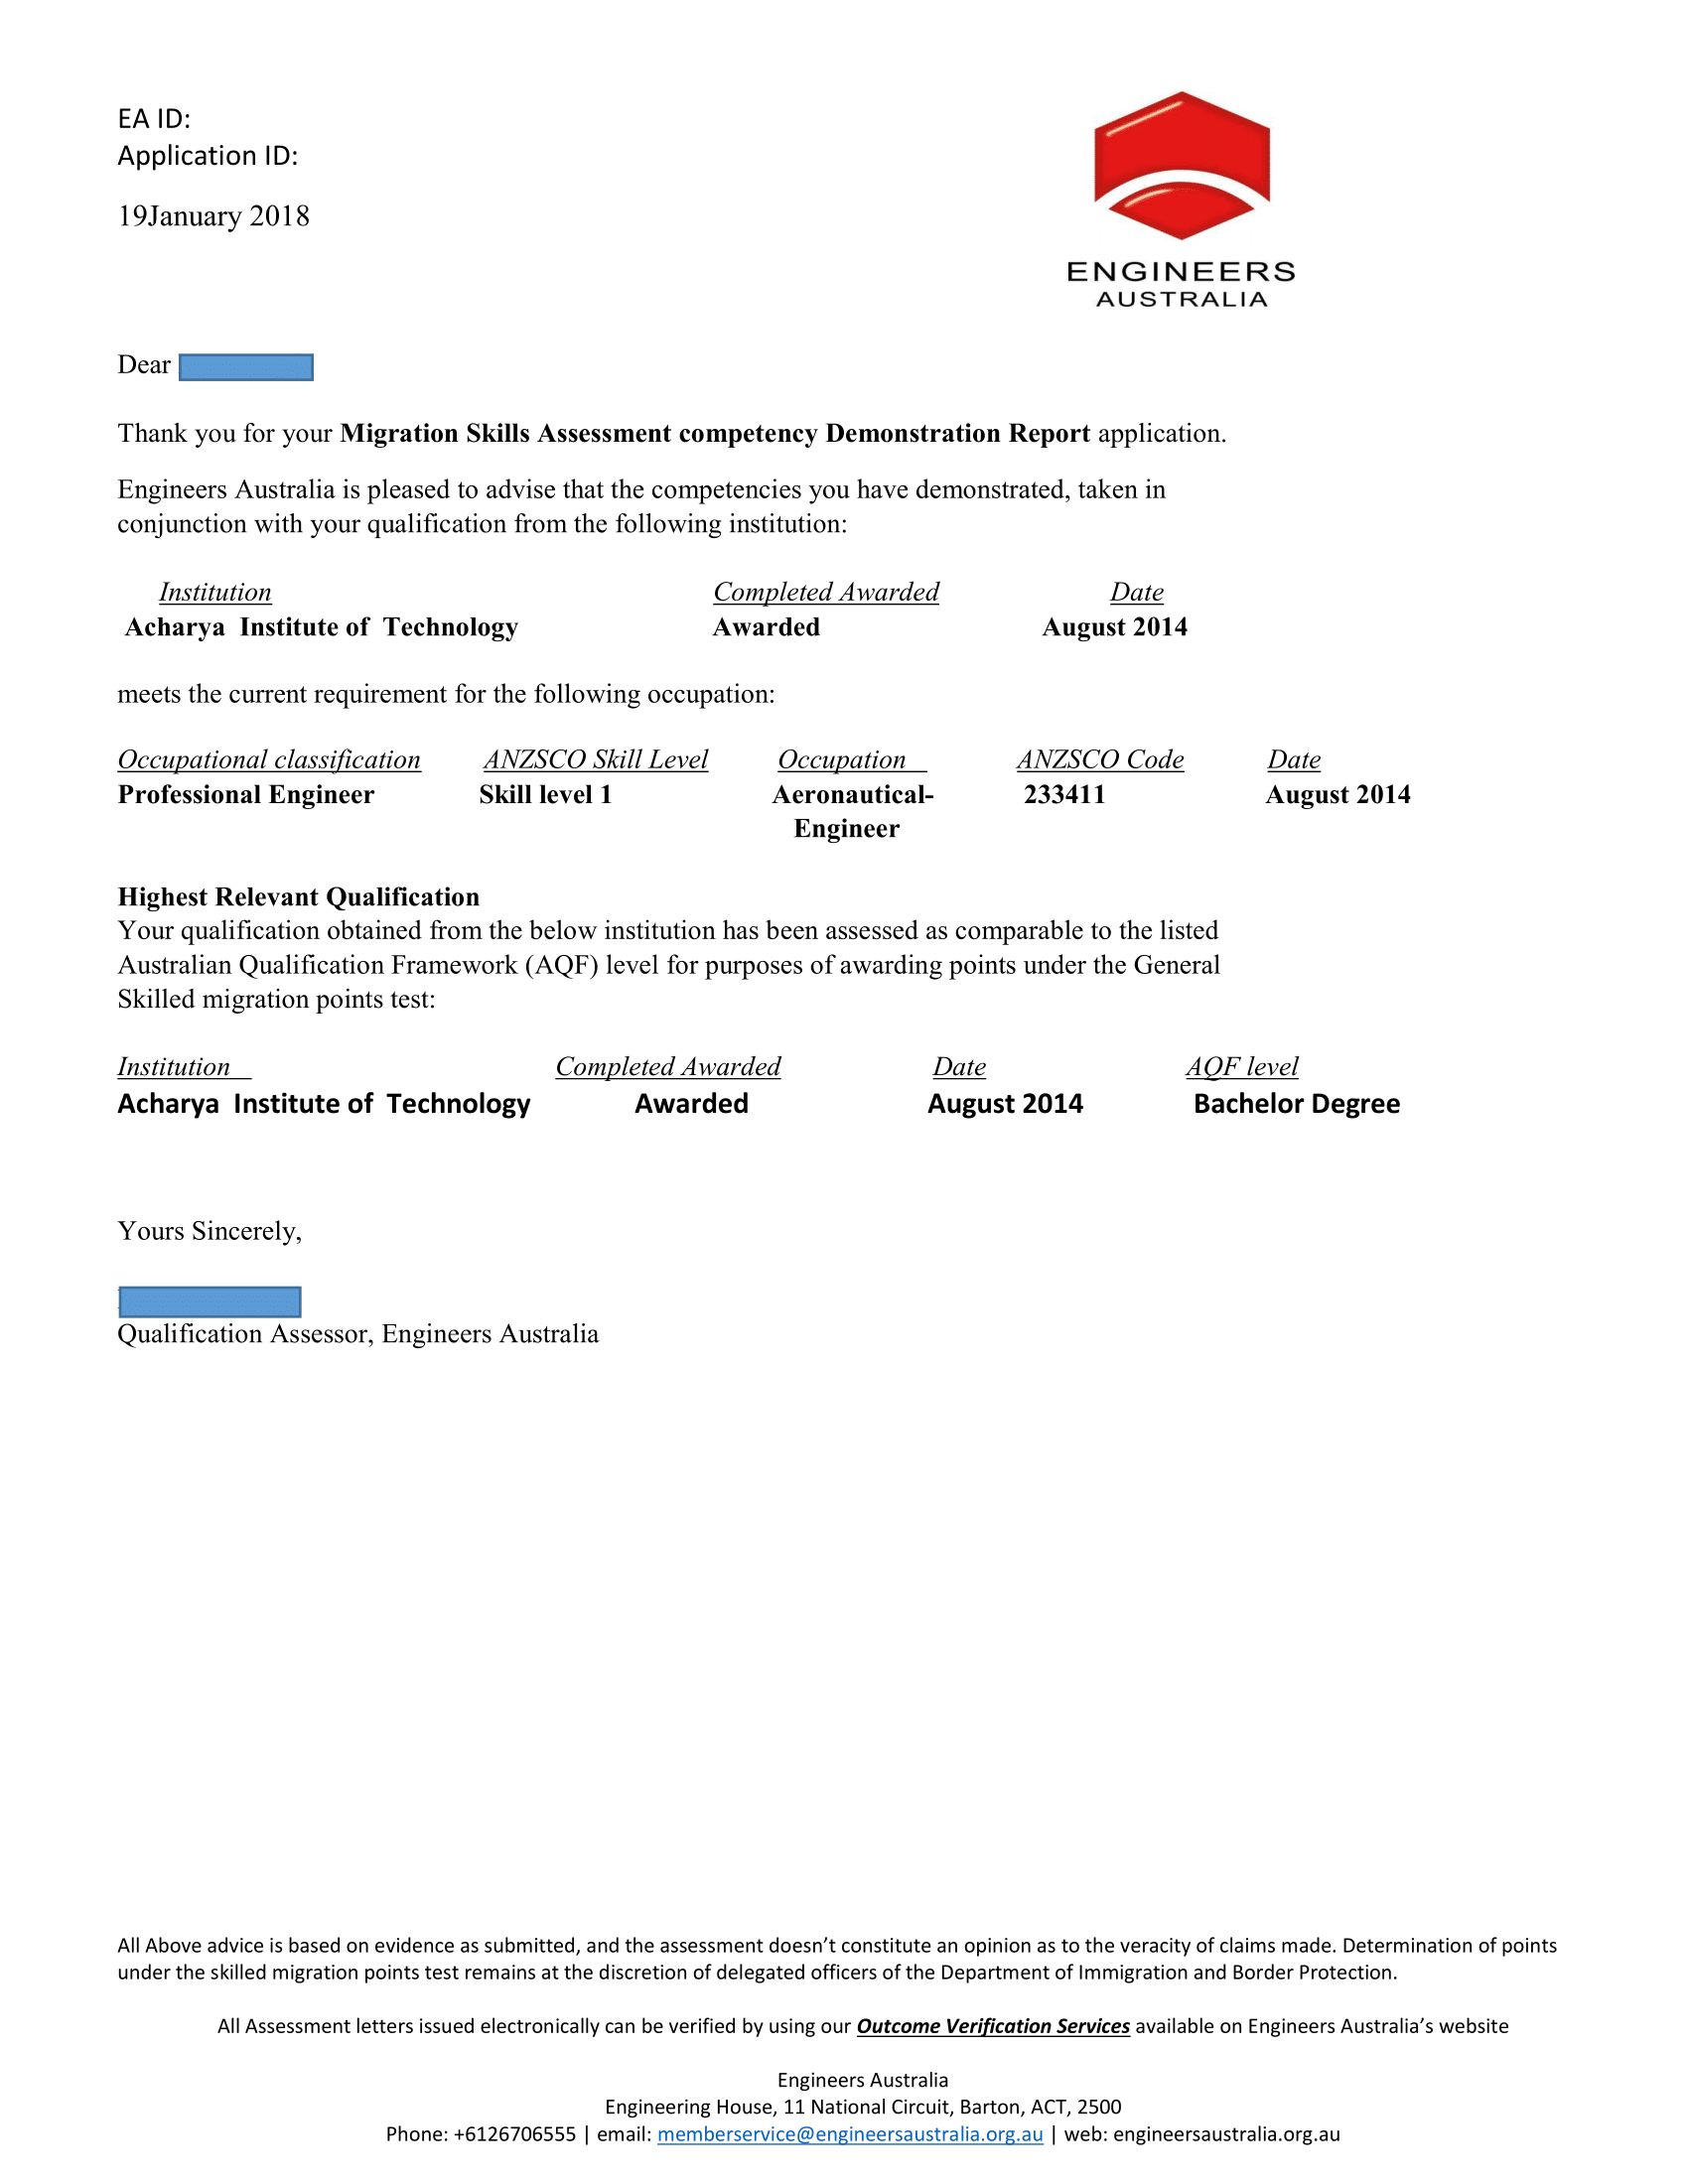 EA ID:
Application ID:
19January 2018
ENGINEERS
AUSTRALIA
Dear
Thank you for your Migration Skills Assessment competency Demonstration Report application.
Engineers Australia is pleased to advise that the competencies you have demonstrated, taken in
conjunction with your qualification from the following institution:
Institution Completed Awarded Date
Acharya Institute of Technology Awarded August 2014
meets the current requirement for the following occupation:
Occupational classification ANZSCO Skill Level Occupation ANZSCO Code Date
Professional Engineer Skill level 1 Aeronautical- 233411 August 2014
Engineer
Highest Relevant Qualification
Your qualification obtained from the below institution has been assessed as comparable to the listed
Australian Qualification Framework (AQF) level for purposes of awarding points under the General
Skilled migration points test:
Institution Completed Awarded Date AQF level
Acharya Institute of Technology Awarded August 2014 Bachelor Degree
Yours Sincerely,
Qualification Assessor, Engineers Australia
All Above advice is based on evidence as submitted, and the assessment doesn’t constitute an opinion as to the veracity of claims made. Determination of points
under the skilled migration points test remains at the discretion of delegated officers of the Department of Immigration and Border Protection.
All Assessment letters issued electronically can be verified by using our Outcome Verification Services available on Engineers Australia’s website
Engineers Australia
Engineering House, 11 National Circuit, Barton, ACT, 2500
Phone: +6126706555 | email: memberservice@engineersaustralia.org.au | web: engineersaustralia.org.au